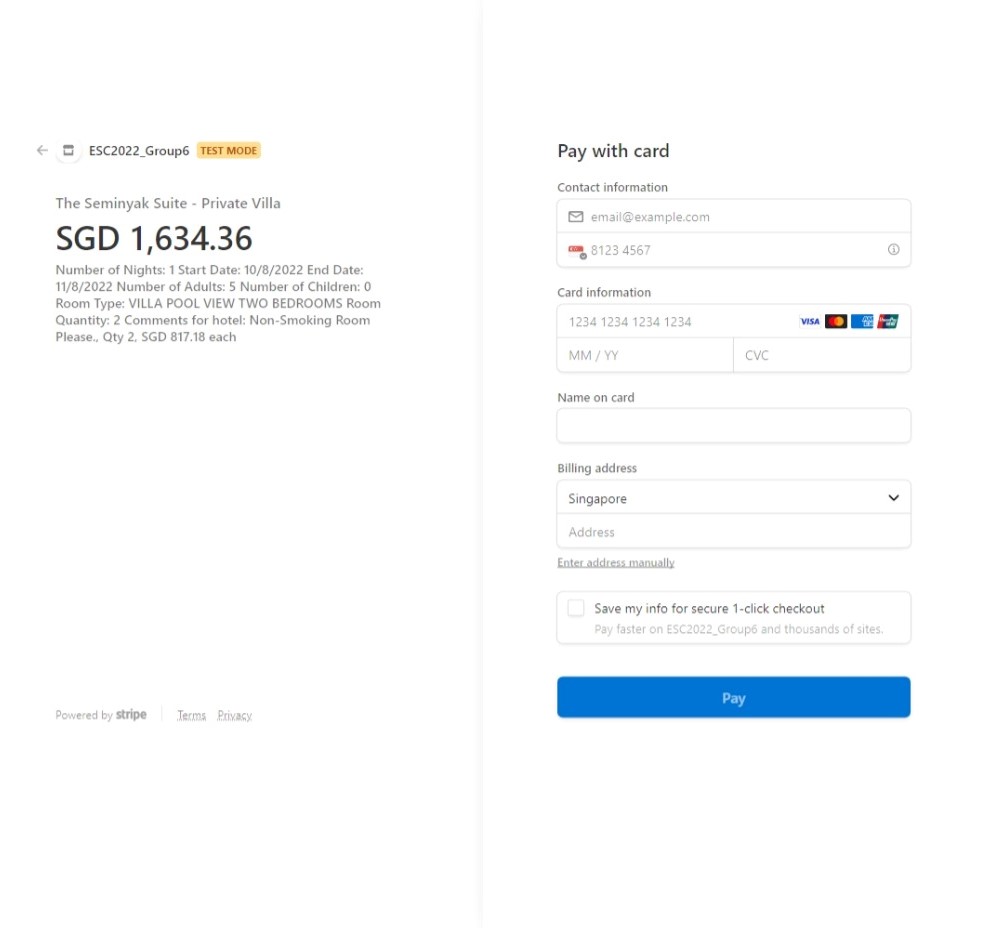 ESC2022_Group6 TEST MODE
The Seminyak Suite - Private Villa
SGD 1,634.36
Number of Nights: 1 Start Date: 10/8/2022 End Date:
11/8/2022 Number of Adults: 5 Number of Children: 0
Room Type: VILLA POOL VIEW TWO BEDROOMS Room
Quantity: 2 Comments for hotel: Non-Smoking Room
Please., Qty 2, SGD 817.18 each
Powered by stripe Terms Privacy
Pay with card
Contact information
email@example.com
8123 4567
Card information
1234 1234 1234 1234 VISA
MM / YY CVC
Name on card
Billing address
Singapore
Address
Enter address manually
Save my info for secure 1-click checkout
Pay faster on ESC2022_Group6 and thousands of sites.
Pay